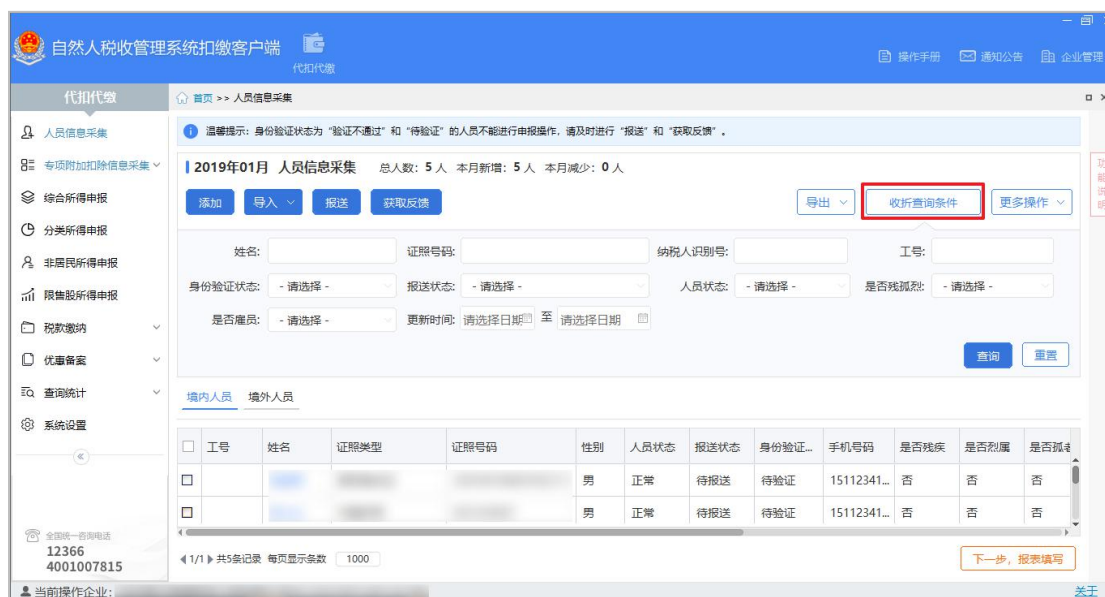 自然人税收管理系统扣缴客户端
代扣代缴
操作手册 通知公告 企业管理
代扣代缴
首页 >> 人员信息采集
人员信息采集
温馨提示：身份验证状态为“验证不通过”和“待验证”的人员不能进行申报操作，请及时进行“报送”和“获取反馈”。
专项附加扣除信息采集
2019年01月 人员信息采集 总人数：5 人 本月新增：5 人 本月减少：0 人
综合所得申报
添加 导入 报送 获取反馈 导出 收折查询条件 更多操作
分类所得申报
姓名: 证照号码: 纳税人识别号: 工号:
非居民所得申报
身份验证状态: - 请选择 - 报送状态: - 请选择 - 人员状态: - 请选择 - 是否残孤烈: - 请选择 -
限售股所得申报
是否雇员: - 请选择 - 更新时间: 请选择日期 至 请选择日期
税款缴纳
优惠备案
查询 重置
查询统计
境内人员 境外人员
系统设置
工号 姓名 证照类型 证照号码 性别 人员状态 报送状态 身份验证... 手机号码 是否残疾 是否烈属 是否孤老
男 正常 待报送 待验证 15112341... 否 否 否
男 正常 待报送 待验证 15112341... 否 否 否
全国统一咨询电话
12366
4001007815
1/1 共5条记录 每页显示条数 1000
下一步，报表填写
当前操作企业:
关于